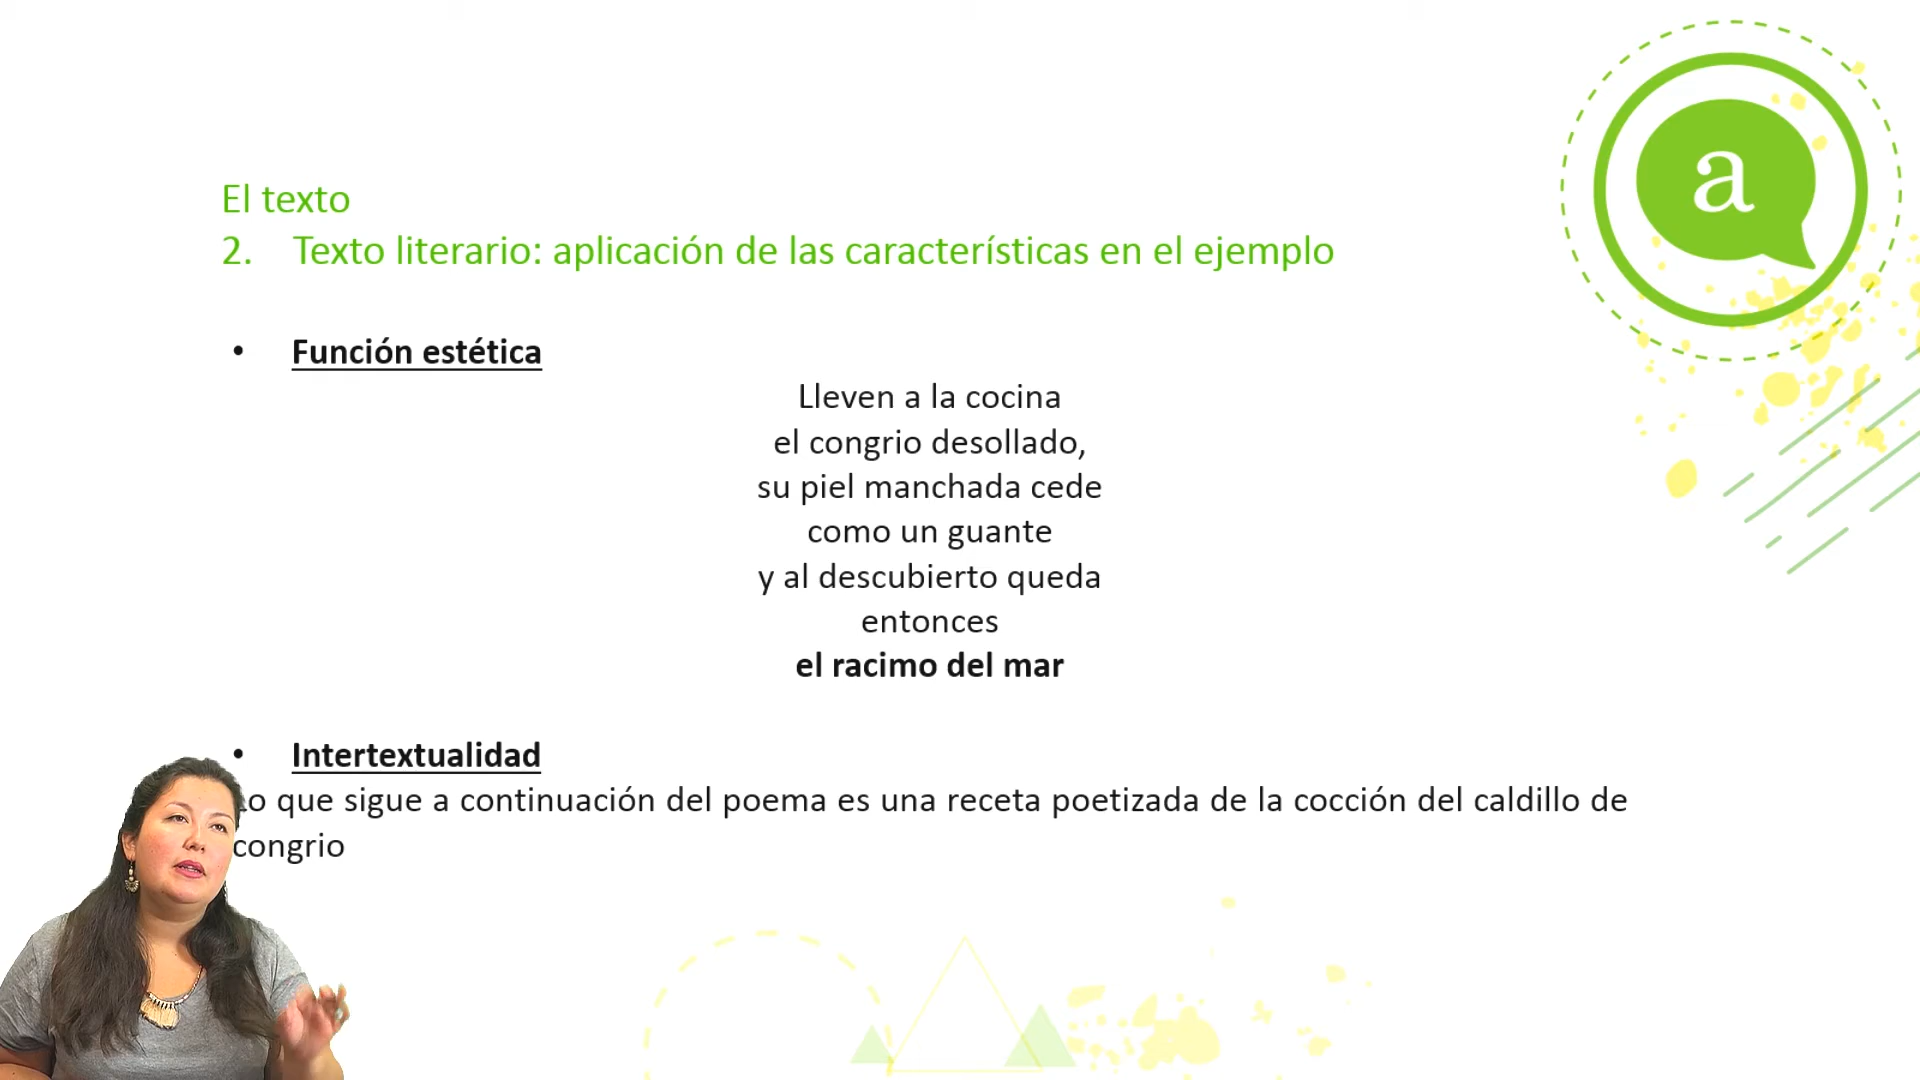 a
El texto
2. Texto literario: aplicación de las características en el ejemplo
• Función estética
Lleven a la cocina
el congrio desollado,
su piel manchada cede
como un guante
y al descubierto queda
entonces
el racimo del mar
• Intertextualidad
Lo que sigue a continuación del poema es una receta poetizada de la cocción del caldillo de
congrio